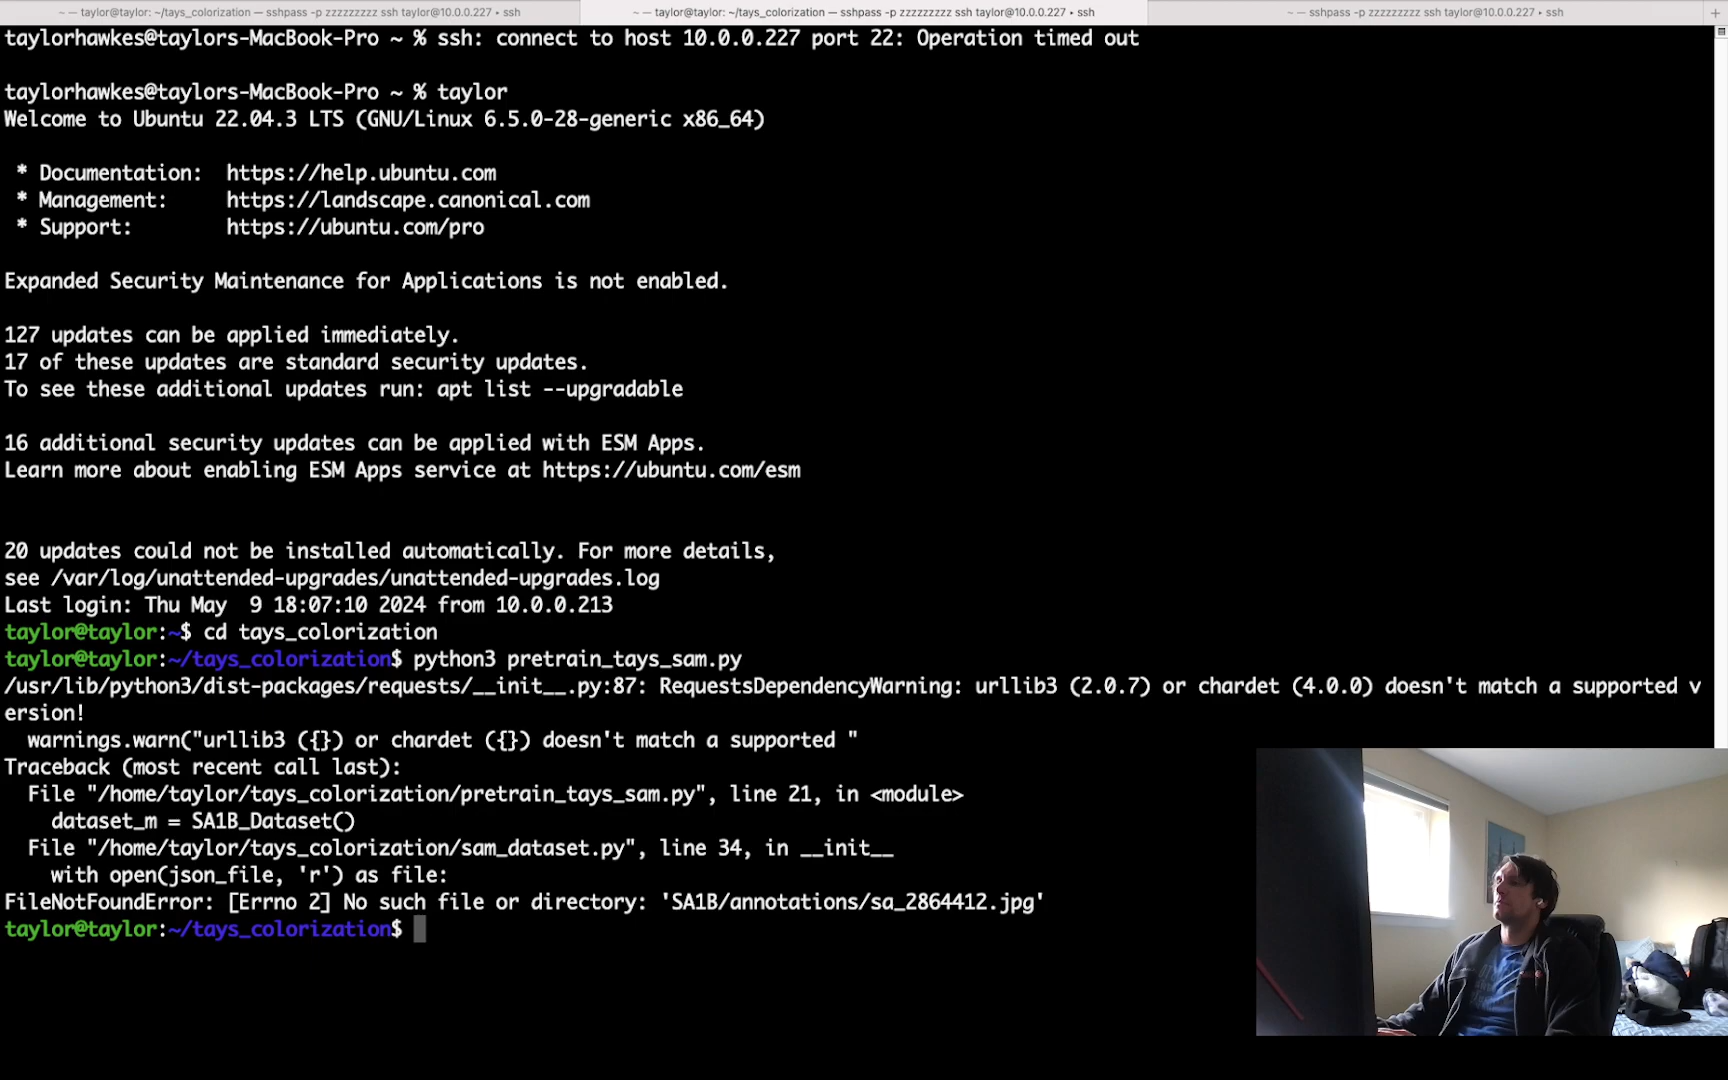 ~ — taylor@taylor: ~/tays_colorization — sshpass -p zzzzzzzzz ssh taylor@10.0.0.227 • ssh
~ — taylor@taylor: ~/tays_colorization — sshpass -p zzzzzzzzz ssh taylor@10.0.0.227 • ssh
~ — sshpass -p zzzzzzzzz ssh taylor@10.0.0.227 • ssh
taylorhawkes@taylors-MacBook-Pro ~ % ssh: connect to host 10.0.0.227 port 22: Operation timed out
taylorhawkes@taylors-MacBook-Pro ~ % taylor
Welcome to Ubuntu 22.04.3 LTS (GNU/Linux 6.5.0-28-generic x86_64)
* Documentation:  https://help.ubuntu.com
* Management:     https://landscape.canonical.com
* Support:        https://ubuntu.com/pro
Expanded Security Maintenance for Applications is not enabled.
127 updates can be applied immediately.
17 of these updates are standard security updates.
To see these additional updates run: apt list --upgradable
16 additional security updates can be applied with ESM Apps.
Learn more about enabling ESM Apps service at https://ubuntu.com/esm
20 updates could not be installed automatically. For more details,
see /var/log/unattended-upgrades/unattended-upgrades.log
Last login: Thu May  9 18:07:10 2024 from 10.0.0.213
taylor@taylor:~$ cd tays_colorization
taylor@taylor:~/tays_colorization$ python3 pretrain_tays_sam.py
/usr/lib/python3/dist-packages/requests/__init__.py:87: RequestsDependencyWarning: urllib3 (2.0.7) or chardet (4.0.0) doesn't match a supported v
ersion!
warnings.warn("urllib3 ({}) or chardet ({}) doesn't match a supported "
Traceback (most recent call last):
File "/home/taylor/tays_colorization/pretrain_tays_sam.py", line 21, in <module>
dataset_m = SA1B_Dataset()
File "/home/taylor/tays_colorization/sam_dataset.py", line 34, in __init__
with open(json_file, 'r') as file:
FileNotFoundError: [Errno 2] No such file or directory: 'SA1B/annotations/sa_2864412.jpg'
taylor@taylor:~/tays_colorization$